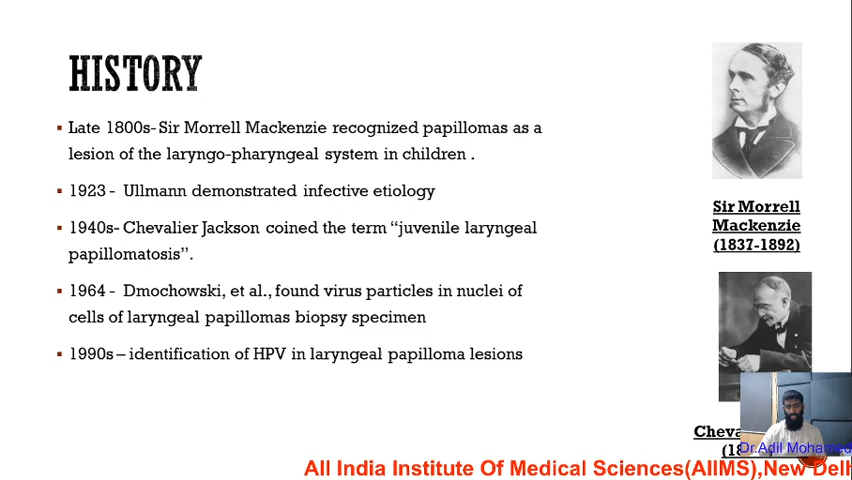 HISTORY
▪ Late 1800s- Sir Morrell Mackenzie recognized papillomas as a
lesion of the laryngo-pharyngeal system in children .
▪ 1923 - Ullmann demonstrated infective etiology
▪ 1940s- Chevalier Jackson coined the term “juvenile laryngeal
papillomatosis”.
▪ 1964 - Dmochowski, et al., found virus particles in nuclei of
cells of laryngeal papillomas biopsy specimen
▪ 1990s – identification of HPV in laryngeal papilloma lesions
Sir Morrell
Mackenzie
(1837-1892)
Dr.Adil Mohamed
All India Institute Of Medical Sciences(AIIMS),New